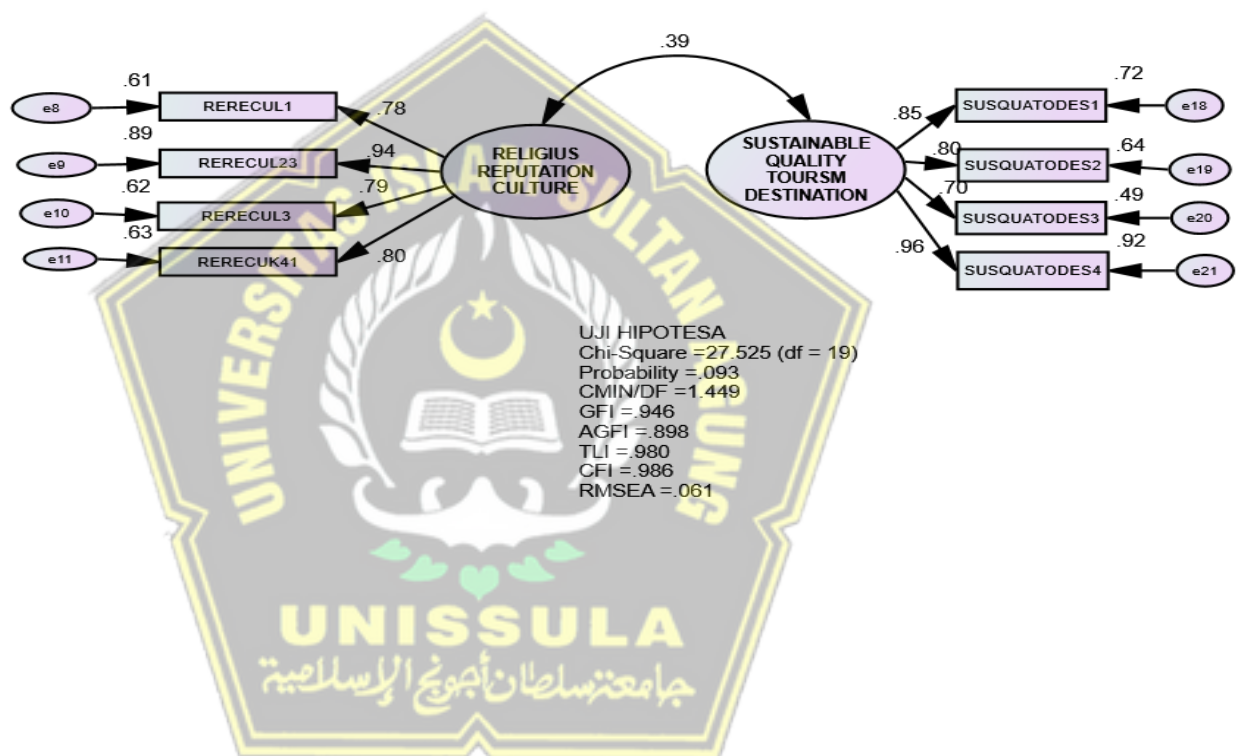 .39
.61
e8
RERECUL1
.78
.89
e9
RERECUL23
.94
.62
e10
RERECUL3
.79
.63
e11
RERECUK41
.80
RELIGIUS
REPUTATION
CULTURE
SUSTAINABLE
QUALITY
TOURSM
DESTINATION
.85
SUSQUATODES1
.72
e18
.80
SUSQUATODES2
.64
e19
.70
SUSQUATODES3
.49
e20
.96
SUSQUATODES4
.92
e21
UJI HIPOTESA
Chi-Square =27.525 (df = 19)
Probability =.093
CMIN/DF =1.449
GFI =.946
AGFI =.898
TLI =.980
CFI =.986
RMSEA =.061
UNIVERSITAS ISLAM SULTAN AGUNG
UNISSULA
جامعتسلطان أجونج الإسلامية